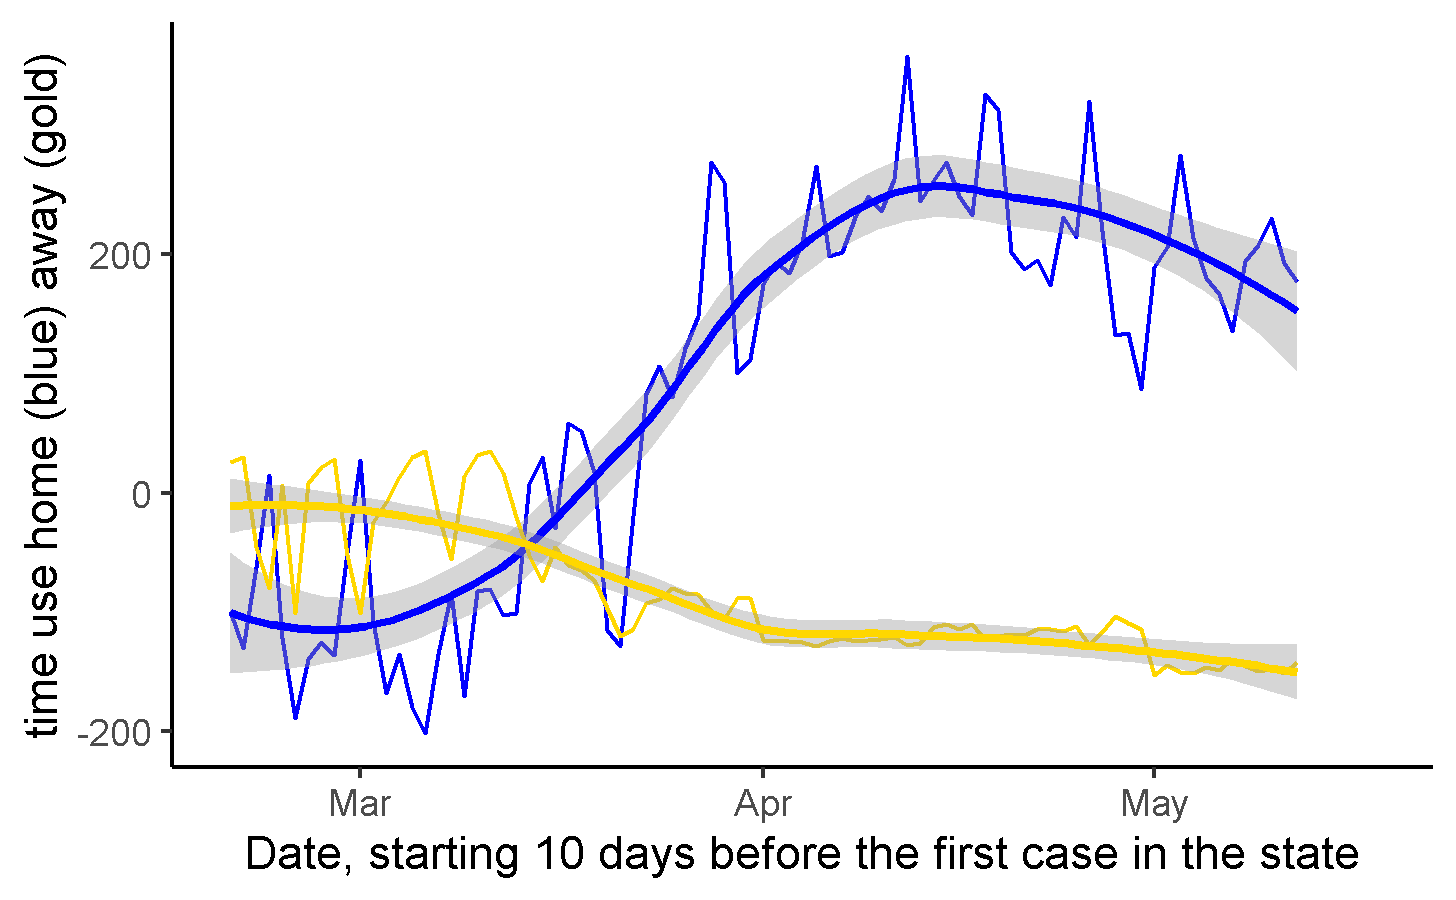 time use home (blue) away (gold)
200
0
-200
Mar
Apr
May
Date, starting 10 days before the first case in the state